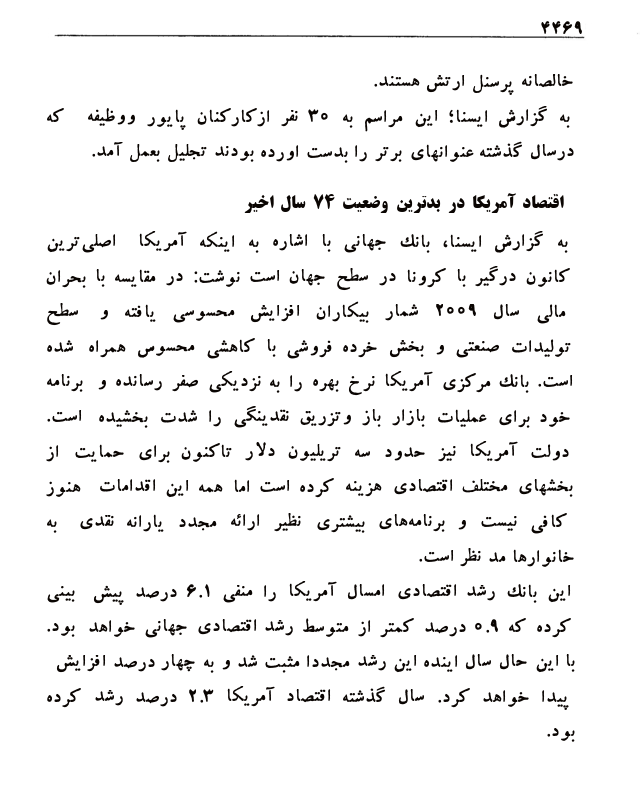 ۴۴۶۹
خالصانه پرسنل ارتش هستند.
به گزارش ایسنا؛ این مراسم به ۳۰ نفر ازکارکنان پایور ووظیفه که
درسال گذشته عنوانهای برتر را بدست اورده بودند تجلیل بعمل آمد.
اقتصاد آمریکا در بدترین وضعیت ۷۴ سال اخیر
به گزارش ایسنا، بانک جهانی با اشاره به اینکه آمریکا اصلی‌ترین
کانون درگیر با کرونا در سطح جهان است نوشت: در مقایسه با بحران
مالی سال ۲۰۰۹ شمار بیکاران افزایش محسوسی یافته و سطح
تولیدات صنعتی و بخش خرده فروشی با کاهشی محسوس همراه شده
است. بانک مرکزی آمریکا نرخ بهره را به نزدیکی صفر رسانده و برنامه
خود برای عملیات بازار باز وتزریق نقدینگی را شدت بخشیده است.
دولت آمریکا نیز حدود سه تریلیون دلار تاکنون برای حمایت از
بخشهای مختلف اقتصادی هزینه کرده است اما همه این اقدامات هنوز
کافی نیست و برنامه‌های بیشتری نظیر ارائه مجدد یارانه نقدی به
خانوارها مد نظر است.
این بانک رشد اقتصادی امسال آمریکا را منفی ۶.۱ درصد پیش بینی
کرده که ۰.۹ درصد کمتر از متوسط رشد اقتصادی جهانی خواهد بود.
با این حال سال اینده این رشد مجددا مثبت شد و به چهار درصد افزایش
پیدا خواهد کرد. سال گذشته اقتصاد آمریکا ۲.۳ درصد رشد کرده
بود.